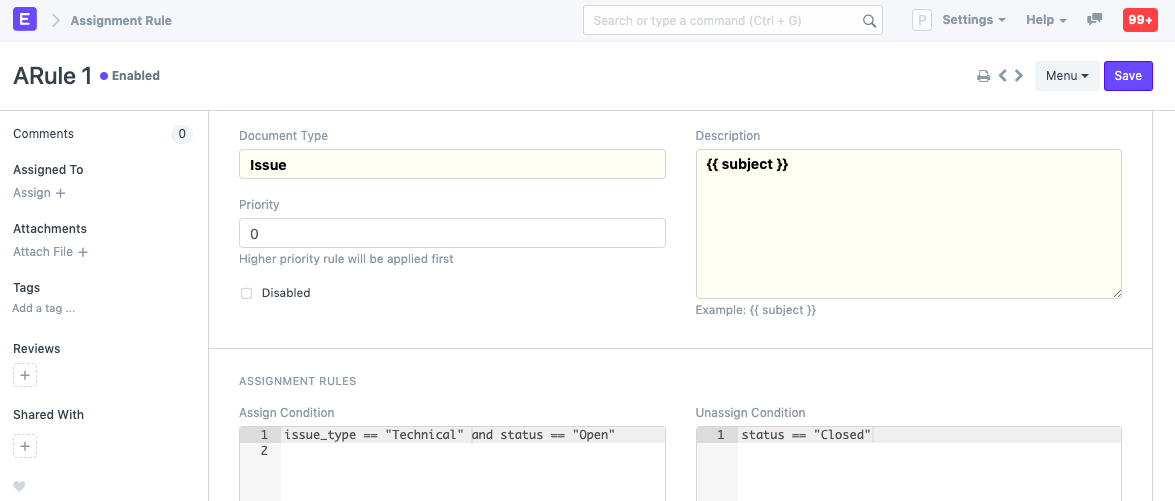 E Assignment Rule Search or type a command (Ctrl + G) P Settings Help 99+
ARule 1 Enabled Menu Save
Comments 0
Assigned To
Assign +
Attachments
Attach File +
Tags
Add a tag ...
Reviews
+
Shared With
+
Document Type
Issue
Priority
0
Higher priority rule will be applied first
Disabled
Description
{{ subject }}
Example: {{ subject }}
ASSIGNMENT RULES
Assign Condition
1 issue_type == "Technical" and status == "Open"
2
Unassign Condition
1 status == "Closed"